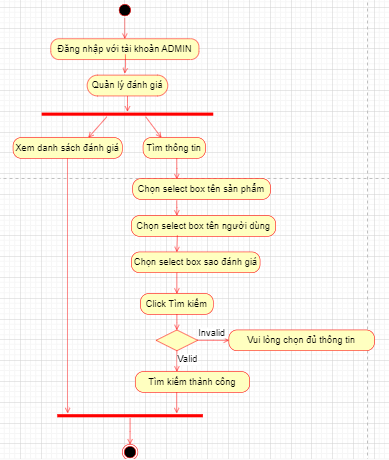 Đăng nhập với tài khoản ADMIN
Quản lý đánh giá
Xem danh sách đánh giá
Tìm thông tin
Chọn select box tên sản phẩm
Chọn select box tên người dùng
Chọn select box sao đánh giá
Click Tìm kiếm
Invalid
Vui lòng chọn đủ thông tin
Valid
Tìm kiếm thành công